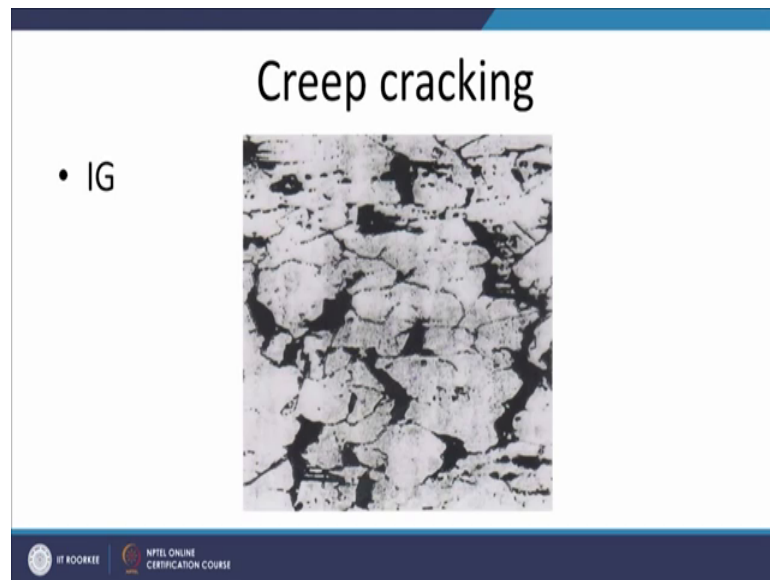 Creep cracking
• IG
IIT ROORKEE
NPTEL ONLINE
CERTIFICATION COURSE